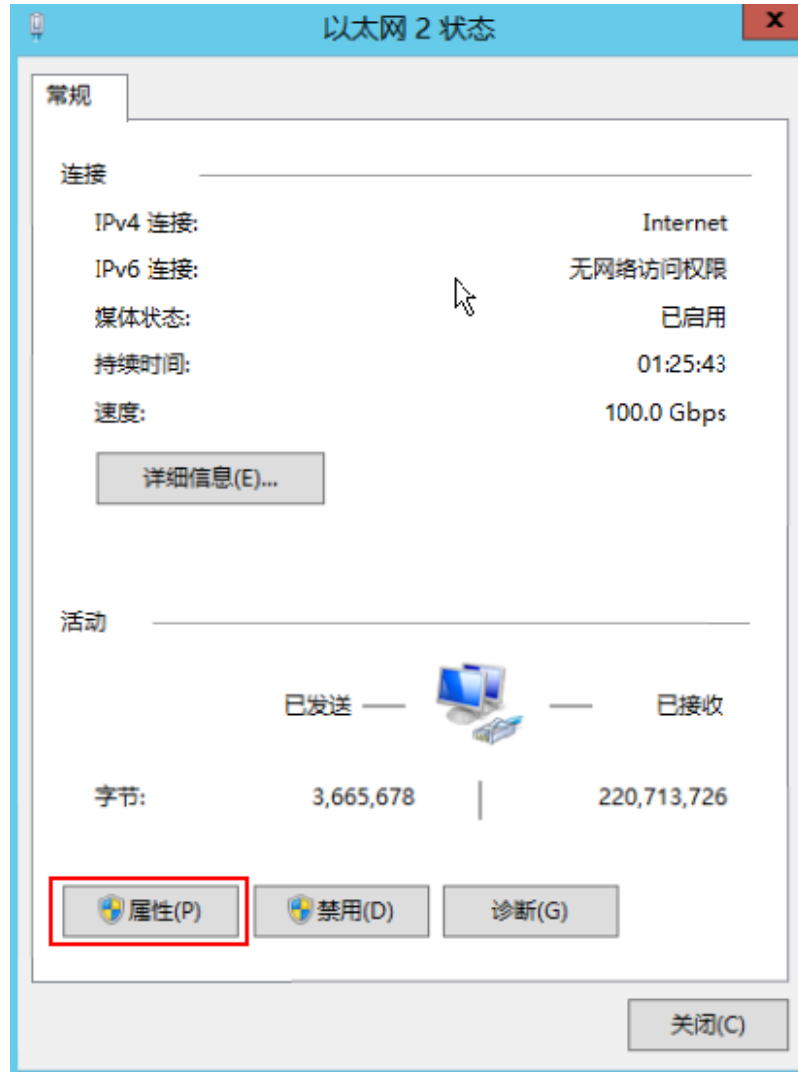 以太网 2 状态
常规
连接
IPv4 连接: Internet
IPv6 连接: 无网络访问权限
媒体状态: 已启用
持续时间: 01:25:43
速度: 100.0 Gbps
详细信息(E)...
活动
已发送 已接收
字节: 3,665,678 220,713,726
属性(P) 禁用(D) 诊断(G)
关闭(C)